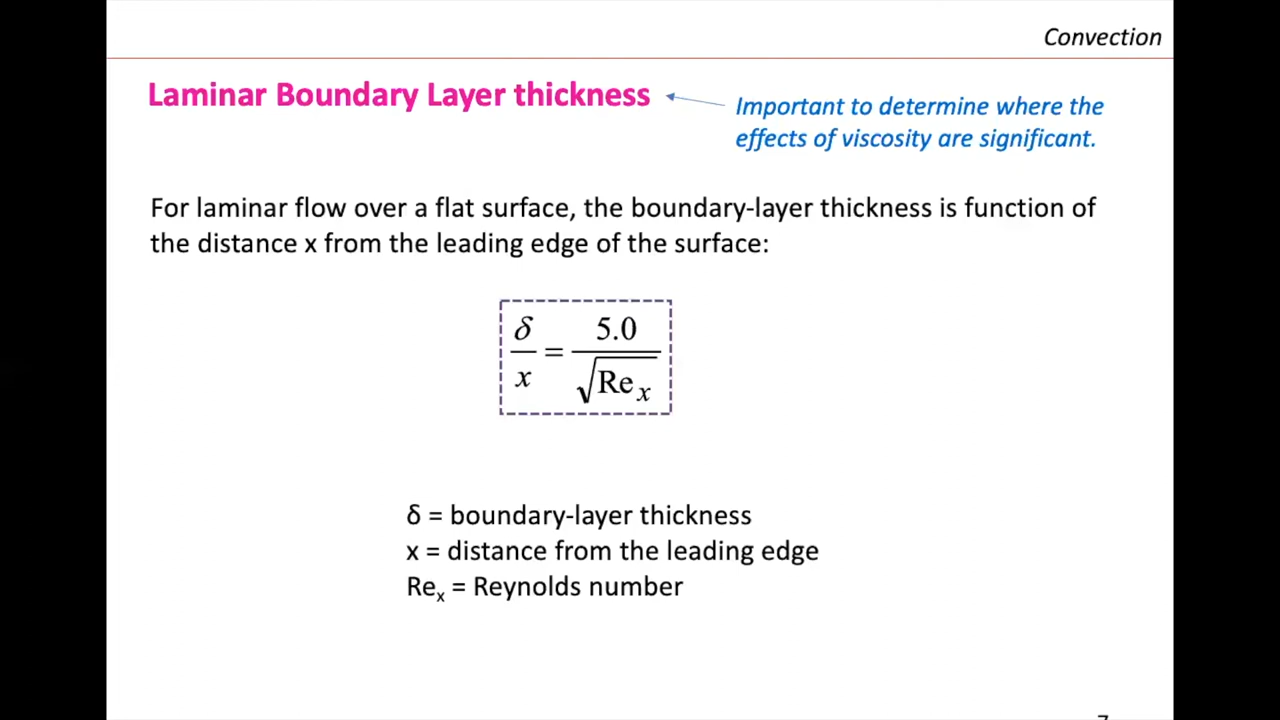 Convection
Laminar Boundary Layer thickness
Important to determine where the
effects of viscosity are significant.
For laminar flow over a flat surface, the boundary-layer thickness is function of
the distance x from the leading edge of the surface:
δ/x = 5.0/√Reₓ
δ = boundary-layer thickness
x = distance from the leading edge
Reₓ = Reynolds number